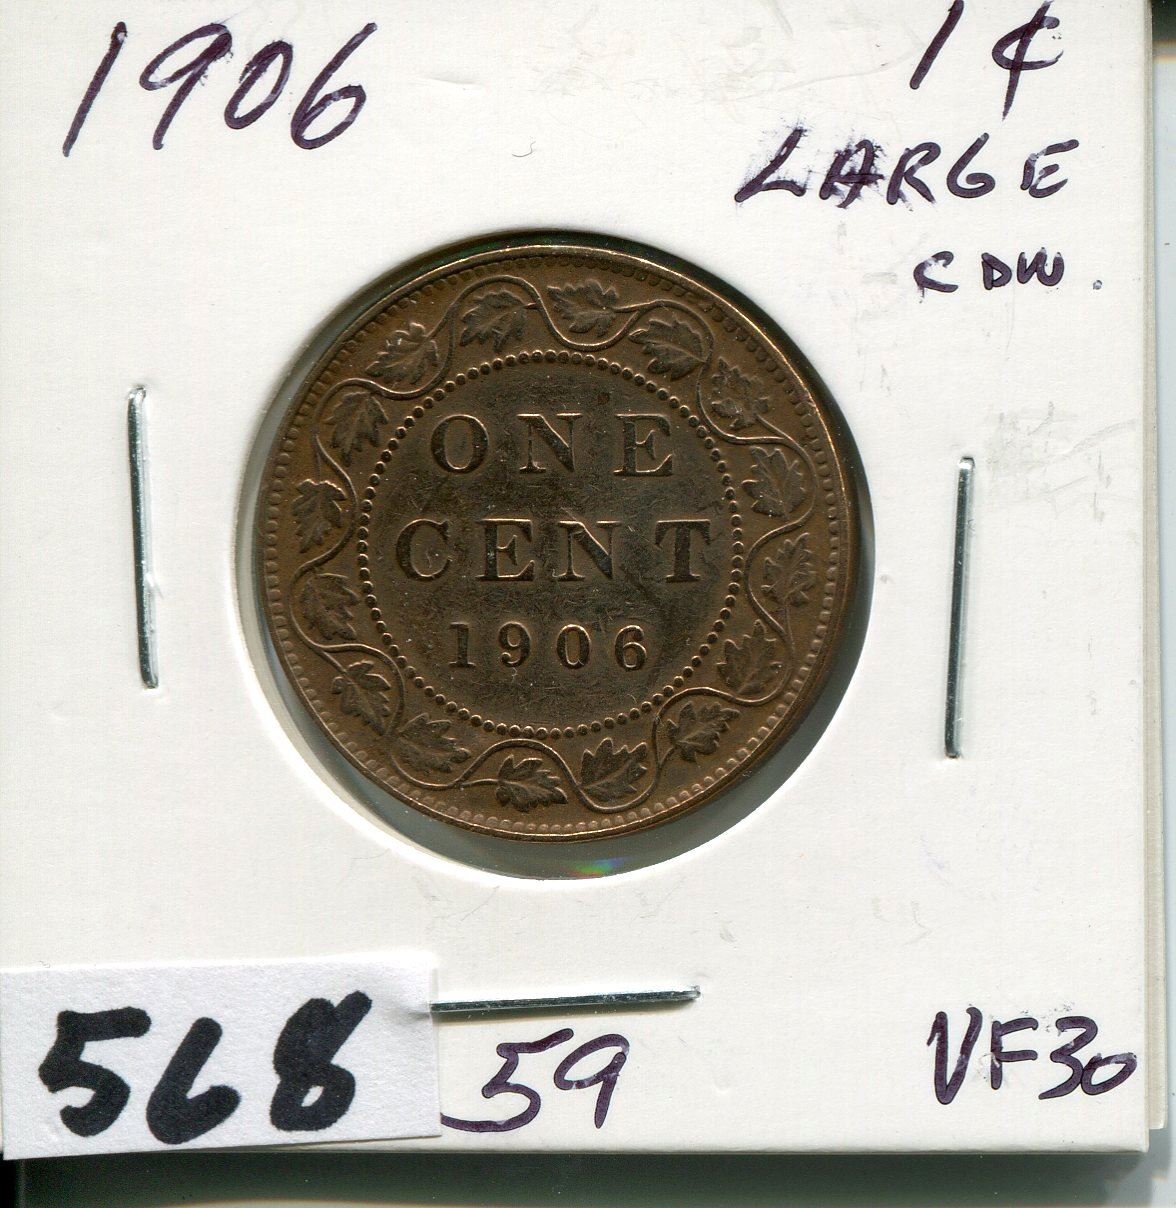 1906
1¢
LARGE
CDW.
ONE
CENT
1906
568
59
VF30